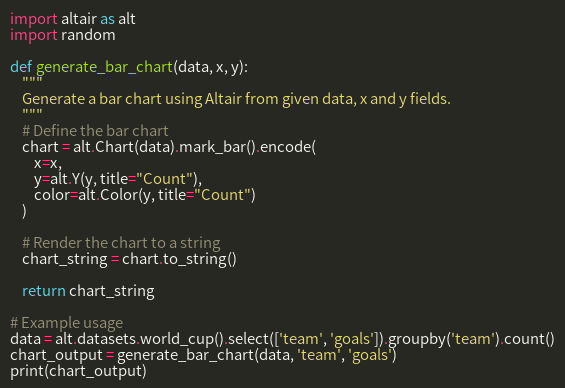 import altair as alt
import random

def generate_bar_chart(data, x, y):
    """
    Generate a bar chart using Altair from given data, x and y fields.
    """
    # Define the bar chart
    chart = alt.Chart(data).mark_bar().encode(
        x=x,
        y=alt.Y(y, title="Count"),
        color=alt.Color(y, title="Count")
    )

    # Render the chart to a string
    chart_string = chart.to_string()

    return chart_string

# Example usage
data = alt.datasets.world_cup().select(['team', 'goals']).groupby('team').count()
chart_output = generate_bar_chart(data, 'team', 'goals')
print(chart_output)